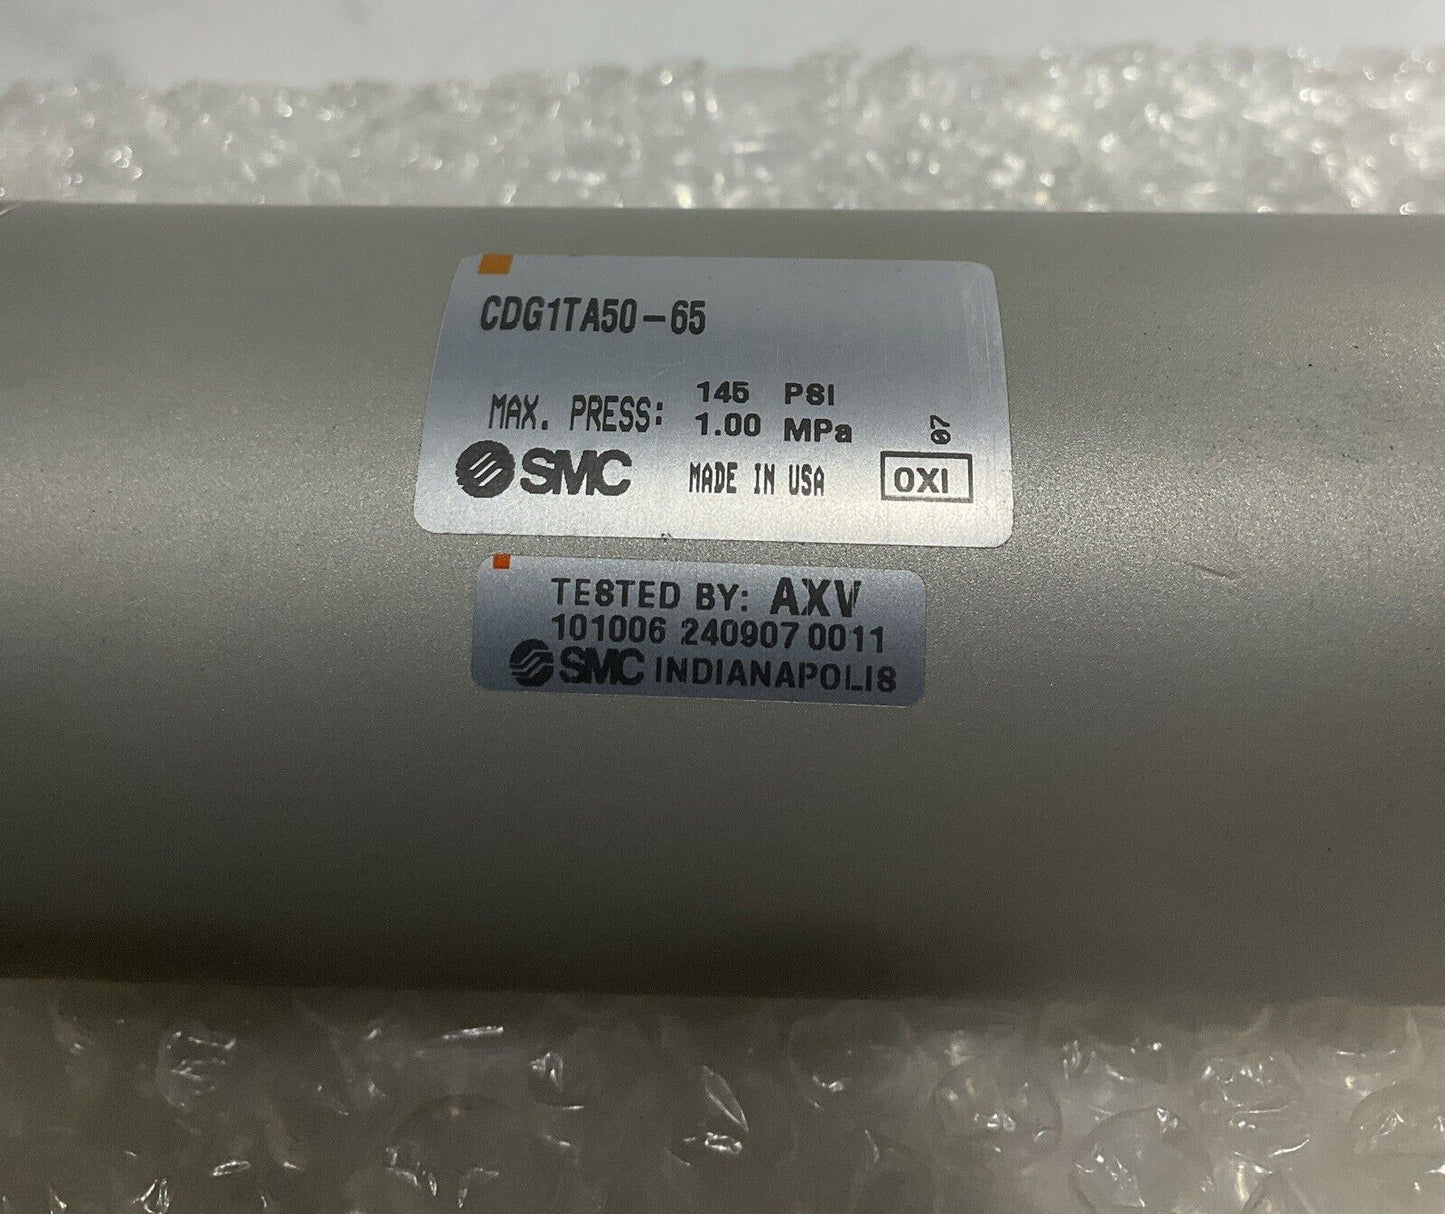 CDG1TA50-65
MAX. PRESS: 145 PSI
1.00 MPa
07
SMC MADE IN USA OXI
TESTED BY: AXV
101006 240907 0011
SMC INDIANAPOLIS